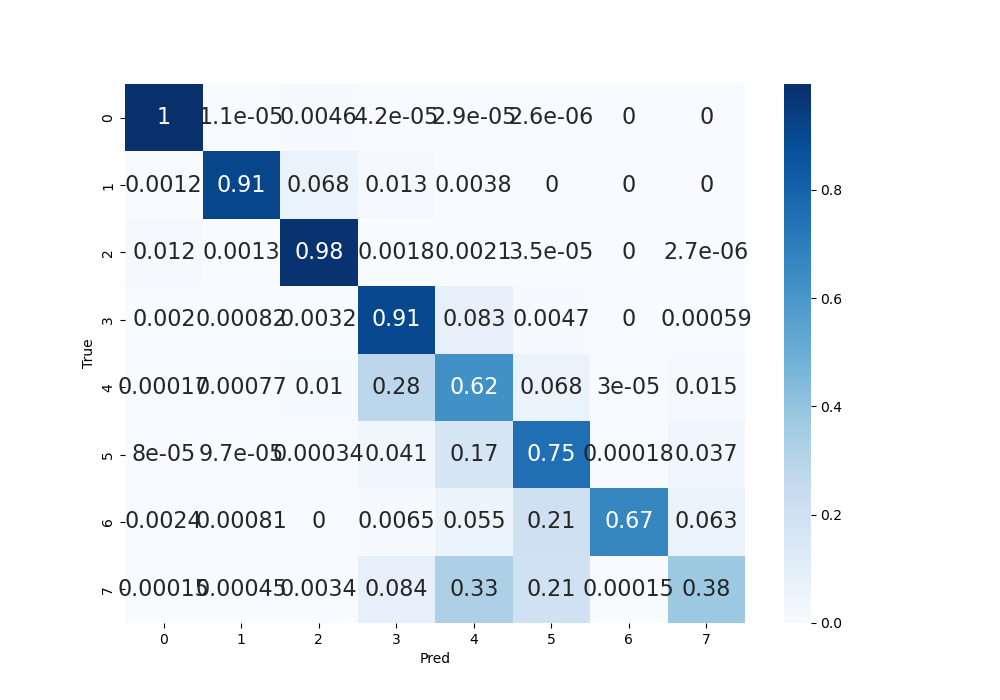 0 1 1.1e-05 0.0046 4.2e-05 2.9e-05 2.6e-06 0 0
1 0.0012 0.91 0.068 0.013 0.0038 0 0 0
0.8
2 0.012 0.0013 0.98 0.0018 0.0021 3.5e-05 0 2.7e-06
0.6
3 0.002 0.00082 0.0032 0.91 0.083 0.0047 0 0.00059
True
4 0.00017 0.00077 0.01 0.28 0.62 0.068 3e-05 0.015
0.4
5 8e-05 9.7e-05 0.00034 0.041 0.17 0.75 0.00018 0.037
6 0.0024 0.00081 0 0.0065 0.055 0.21 0.67 0.063
0.2
7 0.00015 0.00045 0.0034 0.084 0.33 0.21 0.00015 0.38
0.0
0 1 2 3 4 5 6 7
Pred